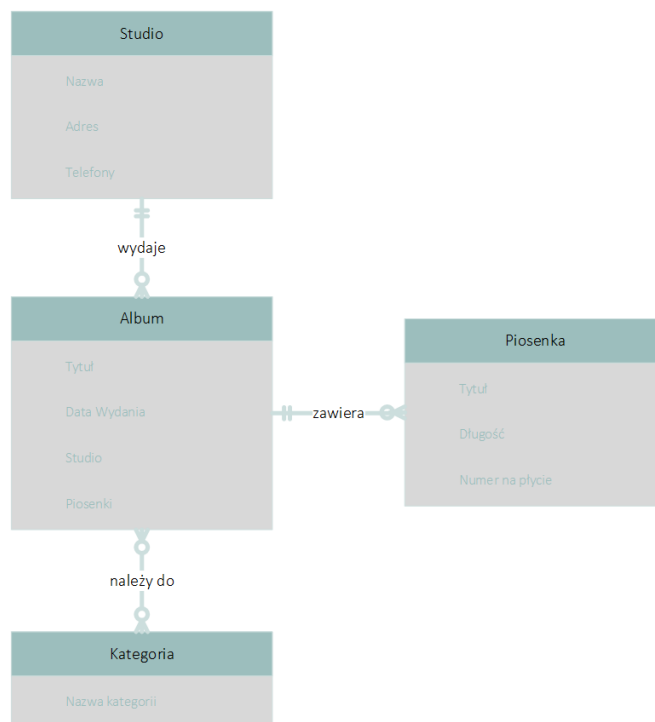 Studio
Nazwa
Adres
Telefony
wydaje
Album
Tytuł
Data Wydania
Studio
Piosenki
zawiera
Piosenka
Tytuł
Długość
Numer na płycie
należy do
Kategoria
Nazwa kategorii